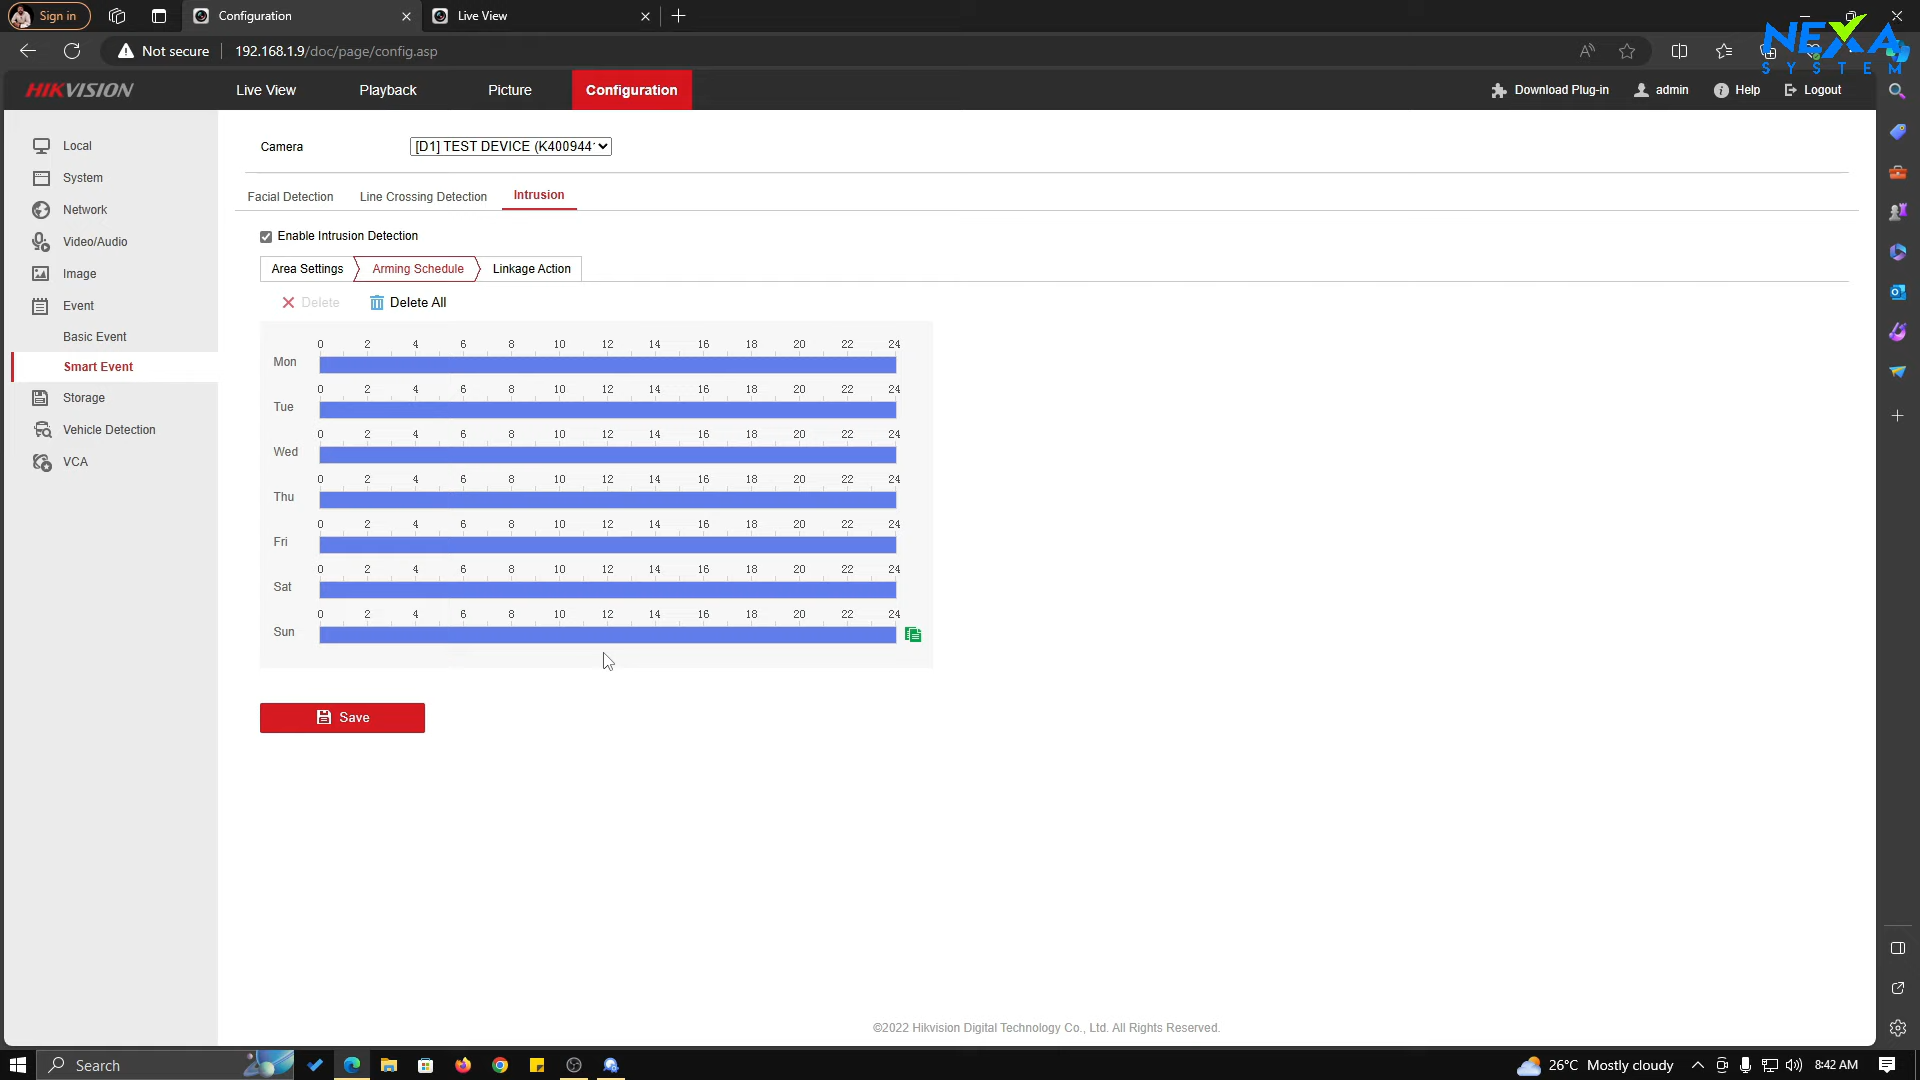 Sign in
Configuration
Live View
Not secure
192.168.1.9/doc/page/config.asp
NEXA
SYSTEM
HIKVISION
Live View
Playback
Picture
Configuration
Download Plug-in
admin
Help
Logout
Local
System
Network
Video/Audio
Image
Event
Basic Event
Smart Event
Storage
Vehicle Detection
VCA
Camera
[D1] TEST DEVICE (K400944
Facial Detection
Line Crossing Detection
Intrusion
Enable Intrusion Detection
Area Settings
Arming Schedule
Linkage Action
Delete
Delete All
0 2 4 6 8 10 12 14 16 18 20 22 24
Mon
0 2 4 6 8 10 12 14 16 18 20 22 24
Tue
0 2 4 6 8 10 12 14 16 18 20 22 24
Wed
0 2 4 6 8 10 12 14 16 18 20 22 24
Thu
0 2 4 6 8 10 12 14 16 18 20 22 24
Fri
0 2 4 6 8 10 12 14 16 18 20 22 24
Sat
0 2 4 6 8 10 12 14 16 18 20 22 24
Sun
Save
©2022 Hikvision Digital Technology Co., Ltd. All Rights Reserved.
Search
26°C Mostly cloudy
8:42 AM